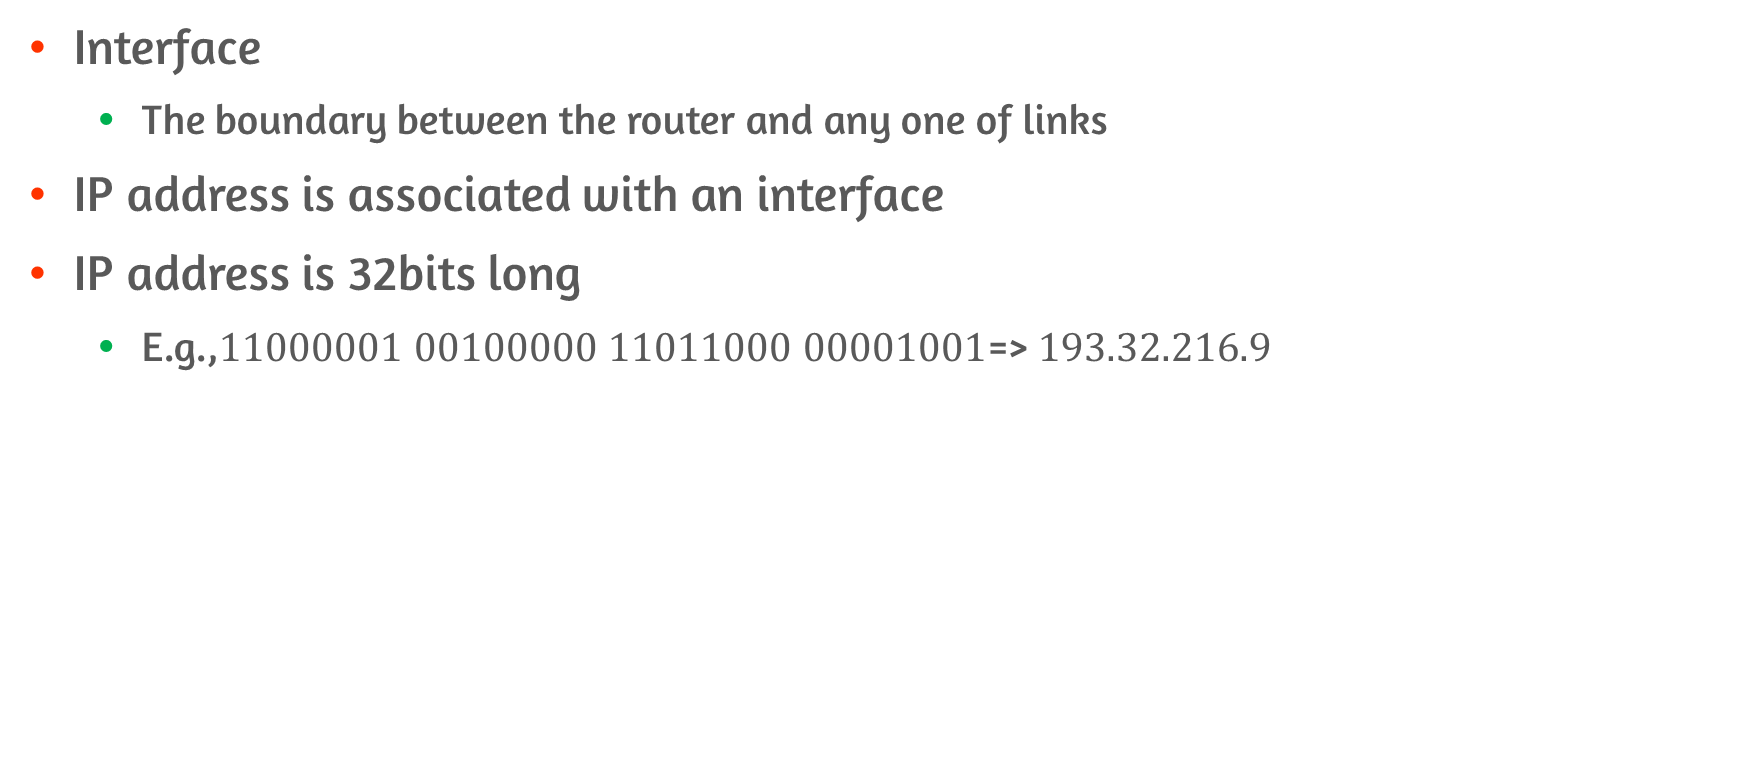 • Interface
• The boundary between the router and any one of links
• IP address is associated with an interface
• IP address is 32bits long
• E.g.,11000001 00100000 11011000 00001001=> 193.32.216.9